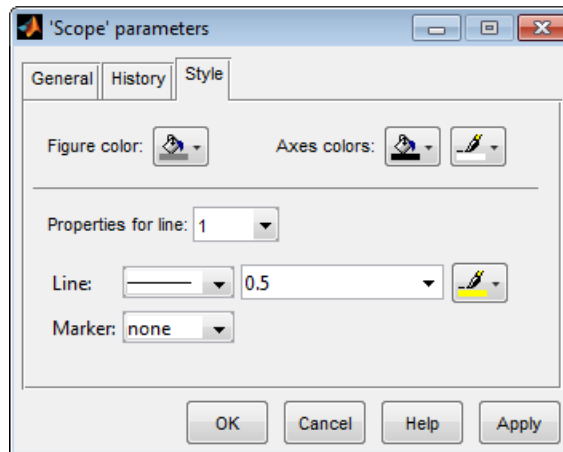 'Scope' parameters
General History Style
Figure color: Axes colors:
Properties for line: 1
Line: 0.5
Marker: none
OK Cancel Help Apply